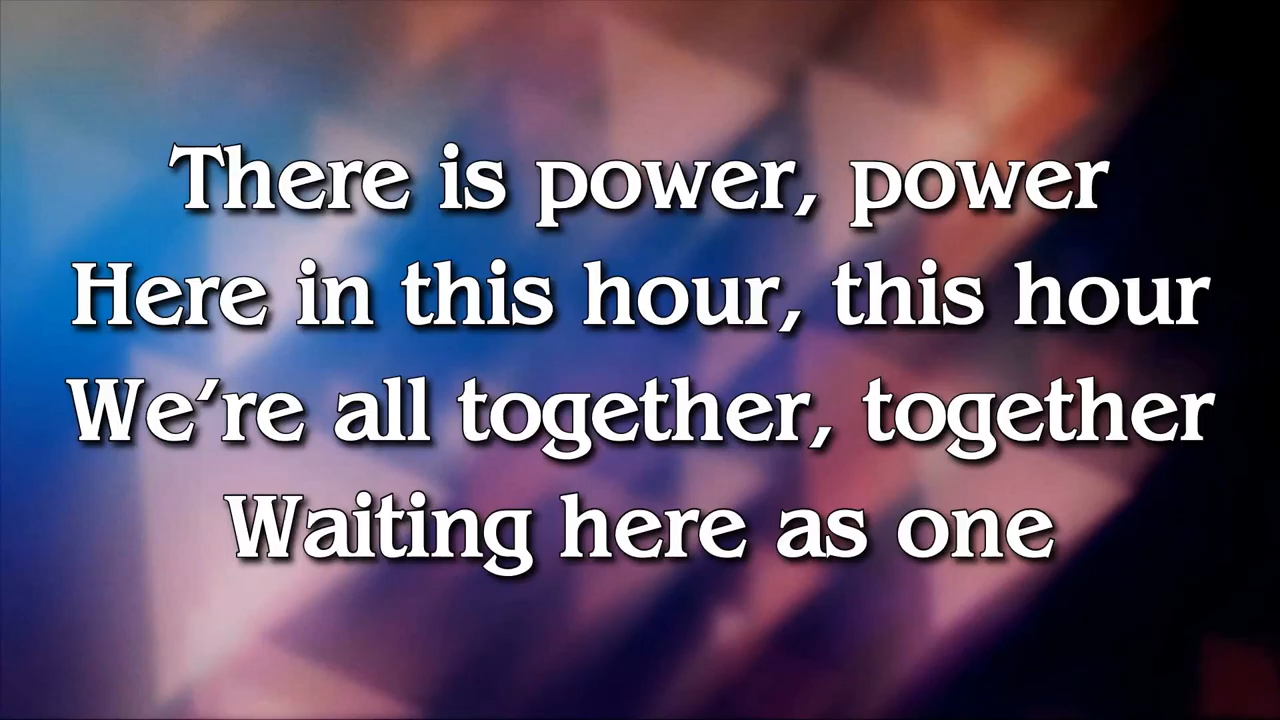 There is power, power
Here in this hour, this hour
We’re all together, together
Waiting here as one